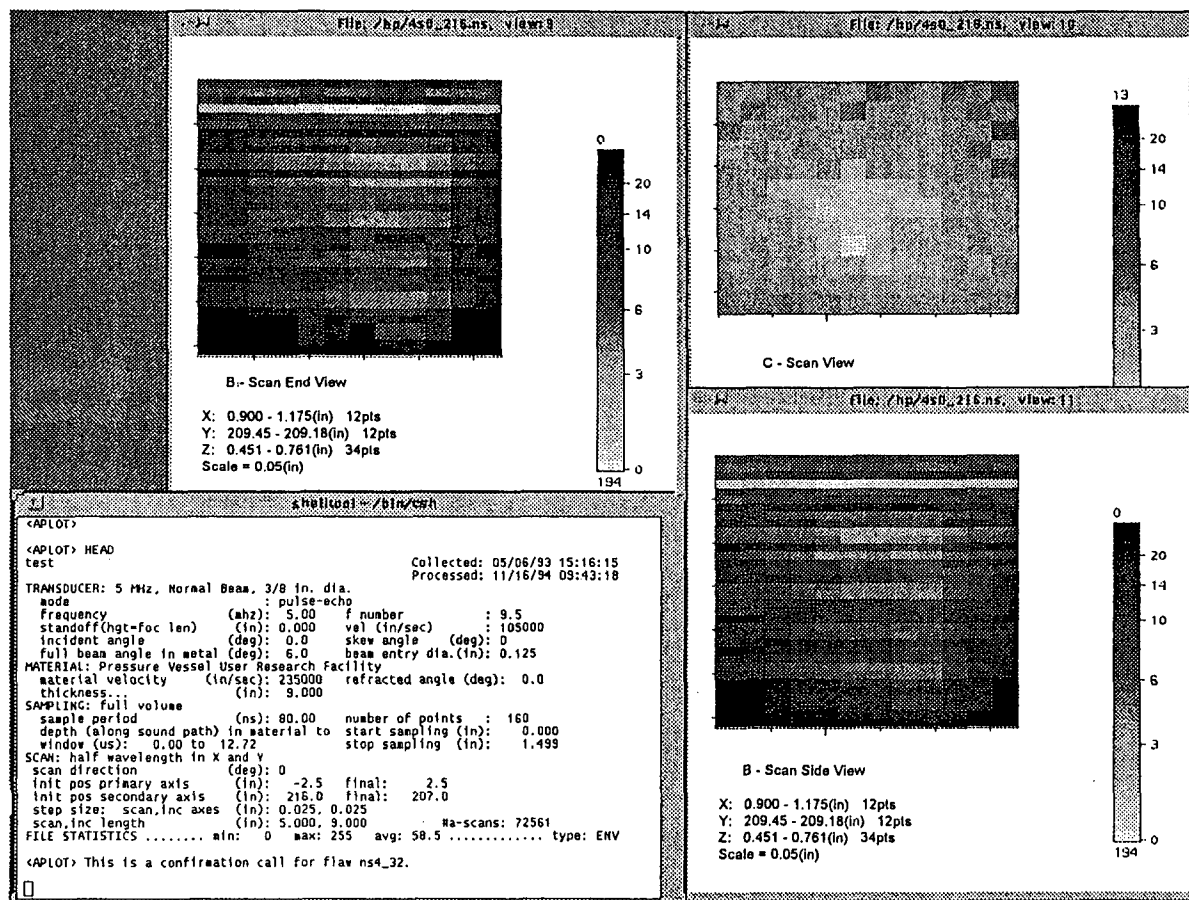 File: /hp/4s0_216.ns, view:9
0
20
14
10
6
3
0
194
B - Scan End View
X: 0.900 - 1.175(in) 12pts
Y: 209.45 - 209.18(in) 12pts
Z: 0.451 - 0.761(in) 34pts
Scale = 0.05(in)
File: /hp/4s0_216.ns, view:10
13
20
14
10
6
3
C - Scan View
File: /hp/4s0_216.ns, view:11
0
20
14
10
6
3
0
194
B - Scan Side View
X: 0.900 - 1.175(in) 12pts
Y: 209.45 - 209.18(in) 12pts
Z: 0.451 - 0.761(in) 34pts
Scale = 0.05(in)
shelltool - /bin/csh
<APLOT>
<APLOT> HEAD
test Collected: 05/06/93 15:16:15
Processed: 11/16/94 09:43:18
TRANSDUCER: 5 MHz, Normal Beam, 3/8 in. dia.
mode : pulse-echo
frequency (mhz): 5.00 f number : 9.5
standoff(hgt=foc len) (in): 0.000 vel (in/sec) : 105000
incident angle (deg): 0.0 skew angle (deg): 0
full beam angle in metal (deg): 6.0 beam entry dia.(in): 0.125
MATERIAL: Pressure Vessel User Research Facility
material velocity (in/sec): 235000 refracted angle (deg): 0.0
thickness... (in): 9.000
SAMPLING: full volume
sample period (ns): 80.00 number of points : 160
depth (along sound path) in material to start sampling (in): 0.000
window (us): 0.00 to 12.72 stop sampling (in): 1.499
SCAN: half wavelength in X and Y
scan direction (deg): 0
init pos primary axis (in): -2.5 final: 2.5
init pos secondary axis (in): 216.0 final: 207.0
step size: scan,inc axes (in): 0.025, 0.025
scan,inc length (in): 5.000, 9.000 #a-scans: 72561
FILE STATISTICS ........ min: 0 max: 255 avg: 58.5 ............. type: ENV
<APLOT> This is a confirmation call for flaw ns4_32.